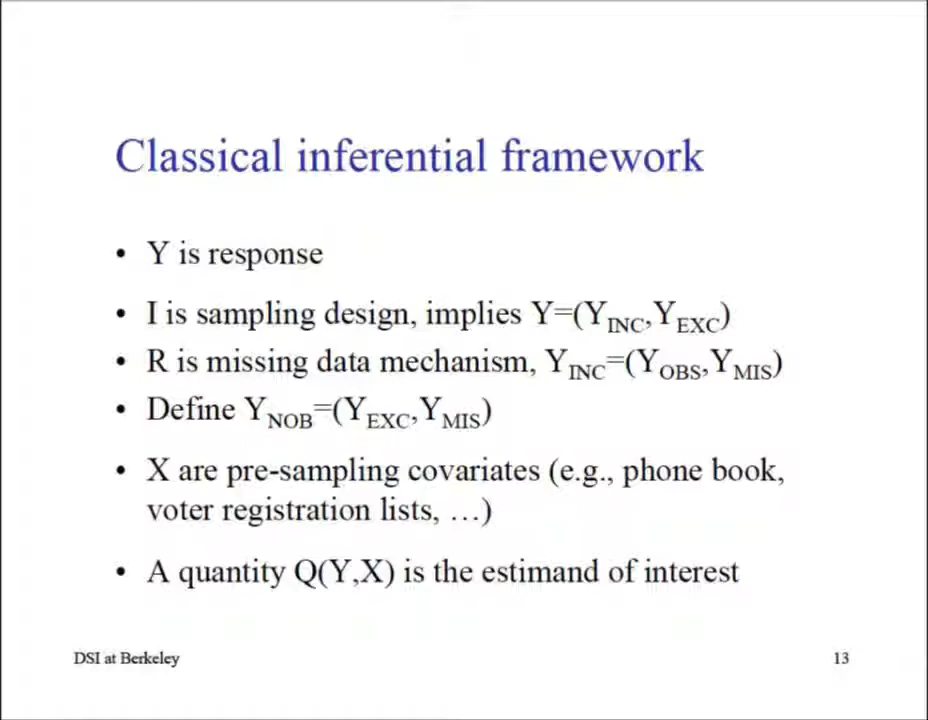 Classical inferential framework
• Y is response
• I is sampling design, implies Y=(Y_INC,Y_EXC)
• R is missing data mechanism, Y_INC=(Y_OBS,Y_MIS)
• Define Y_NOB=(Y_EXC,Y_MIS)
• X are pre-sampling covariates (e.g., phone book,
voter registration lists, …)
• A quantity Q(Y,X) is the estimand of interest
DSI at Berkeley
13